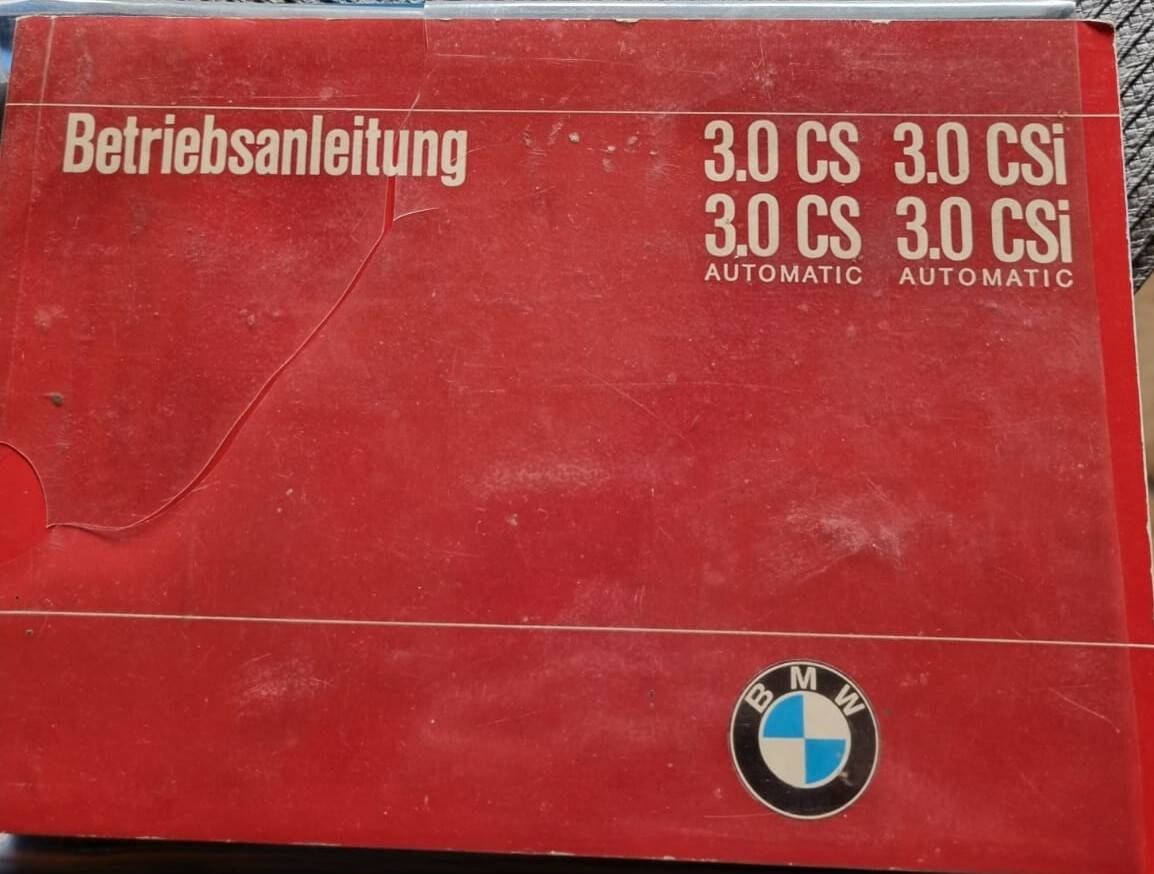 Betriebsanleitung
3.0 CS 3.0 CSi
3.0 CS 3.0 CSi
AUTOMATIC AUTOMATIC
BMW